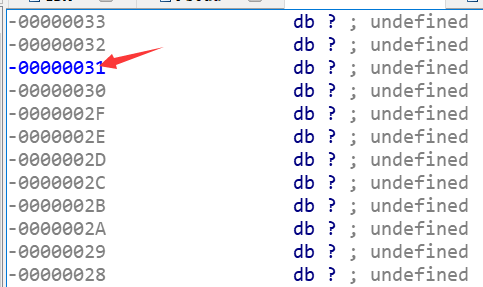 -00000033 db ? ; undefined
-00000032 db ? ; undefined
-00000031 db ? ; undefined
-00000030 db ? ; undefined
-0000002F db ? ; undefined
-0000002E db ? ; undefined
-0000002D db ? ; undefined
-0000002C db ? ; undefined
-0000002B db ? ; undefined
-0000002A db ? ; undefined
-00000029 db ? ; undefined
-00000028 db ? ; undefined